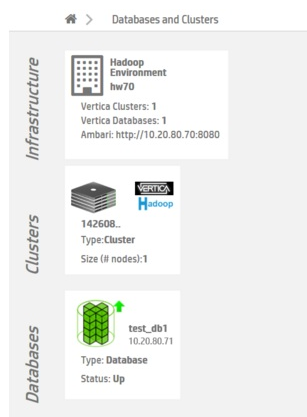 > Databases and Clusters
Infrastructure
Hadoop
Environment
hw70
Vertica Clusters: 1
Vertica Databases: 1
Ambari: http://10.20.80.70:8080
Clusters
VERTICA
Hadoop
142608..
Type:Cluster
Size (# nodes):1
Databases
test_db1
10.20.80.71
Type: Database
Status: Up